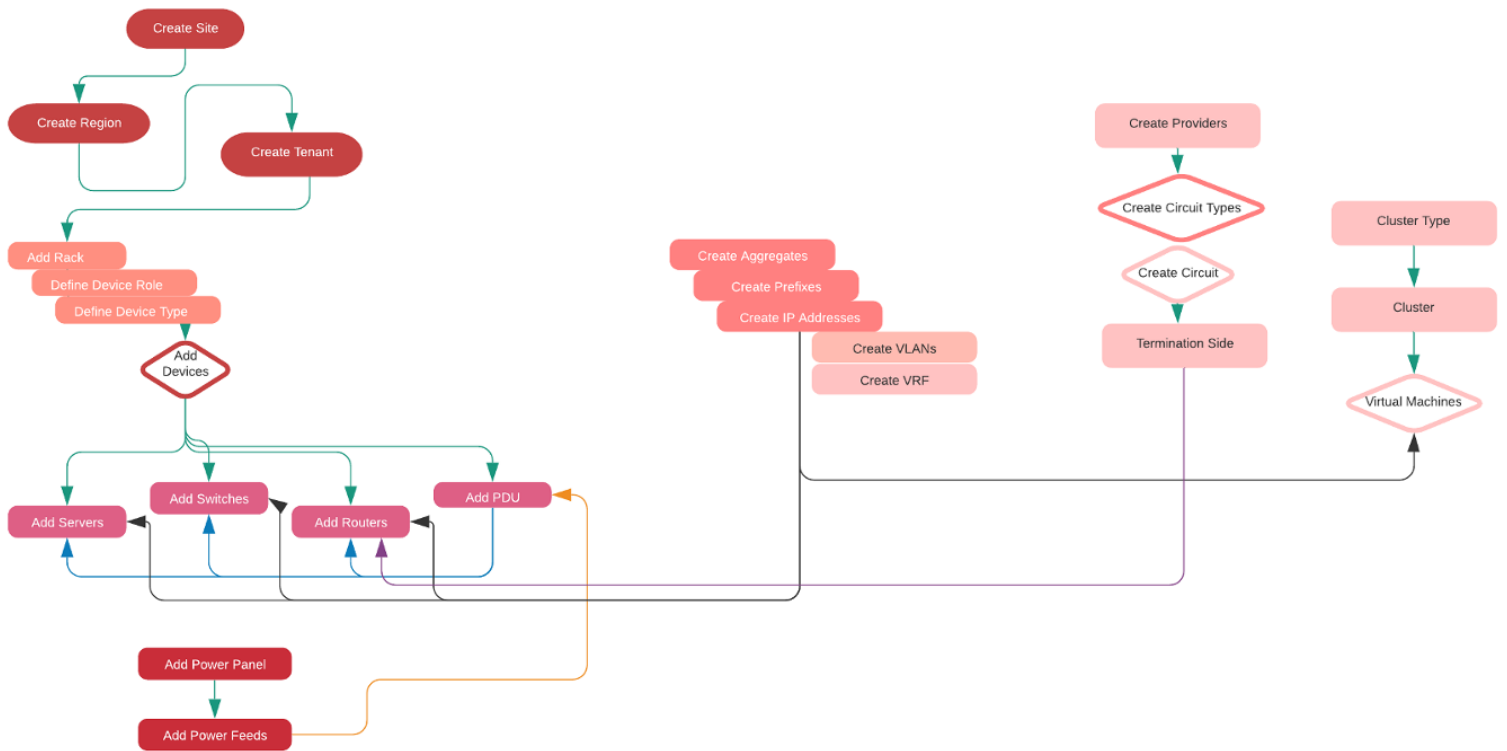 Create Site
Create Region
Create Tenant
Add Rack
Define Device Role
Define Device Type
Add
Devices
Add Servers
Add Switches
Add Routers
Add PDU
Add Power Panel
Add Power Feeds
Create Aggregates
Create Prefixes
Create IP Addresses
Create VLANs
Create VRF
Create Providers
Create Circuit Types
Create Circuit
Termination Side
Cluster Type
Cluster
Virtual Machines